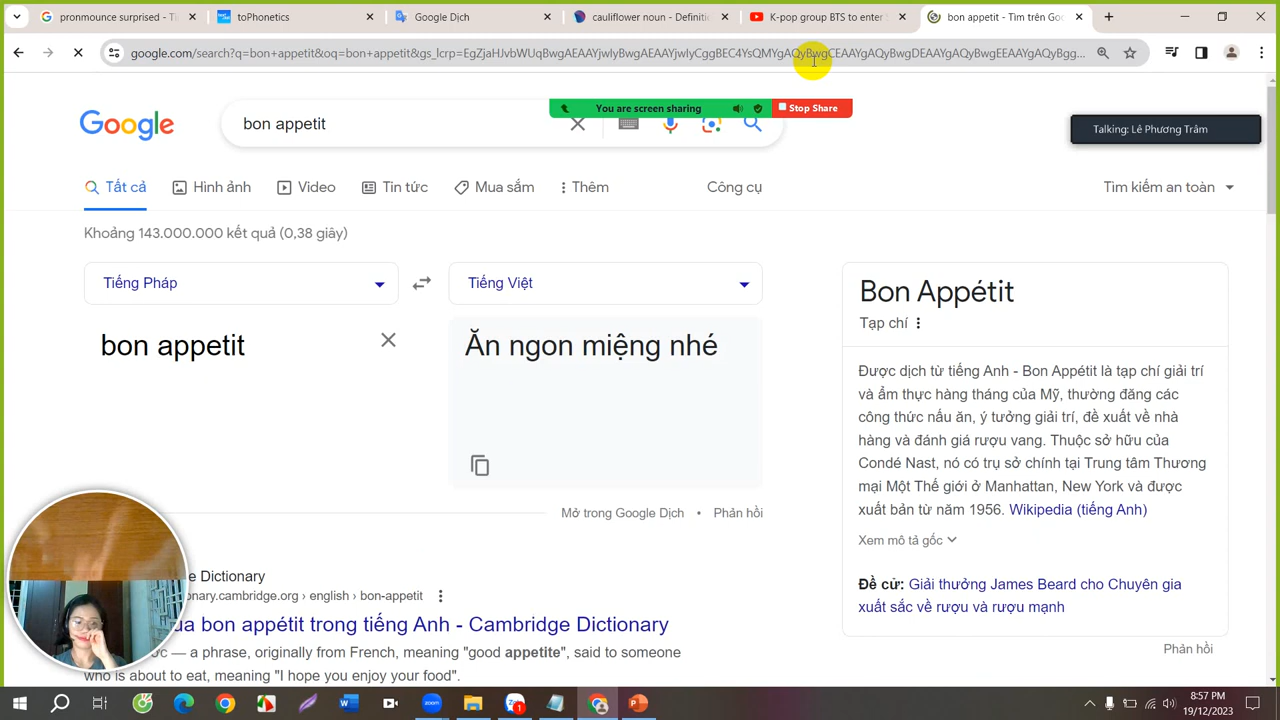 pronmounce surprised - Ti
toPhonetics
Google Dịch
cauliflower noun - Definitio
K-pop group BTS to enter
bon appetit - Tìm trên Goo
google.com/search?q=bon+appetit&oq=bon+appetit&gs_lcrp=EgZjaHJvbWUqBwgAEAAYjwIyBwgAEAAYjwIyCggBEC4YsQMYgAQyBwgCEAAYgAQyBwgDEAAYgAQyBwgEEAAYgAQyBwgFEAAYgAQyBgg...
You are screen sharing
Stop Share
Google
bon appetit
Talking: Lê Phương Trâm
Tất cả
Hình ảnh
Video
Tin tức
Mua sắm
Thêm
Công cụ
Tìm kiếm an toàn
Khoảng 143.000.000 kết quả (0,38 giây)
Tiếng Pháp
Tiếng Việt
bon appetit
Ăn ngon miệng nhé
Mở trong Google Dịch • Phản hồi
Bon Appétit
Tạp chí
Được dịch từ tiếng Anh - Bon Appétit là tạp chí giải trí
và ẩm thực hàng tháng của Mỹ, thường đăng các
công thức nấu ăn, ý tưởng giải trí, đề xuất về nhà
hàng và đánh giá rượu vang. Thuộc sở hữu của
Condé Nast, nó có trụ sở chính tại Trung tâm Thương
mại Một Thế giới ở Manhattan, New York và được
xuất bản từ năm 1956. Wikipedia (tiếng Anh)
Xem mô tả gốc
Đề cử: Giải thưởng James Beard cho Chuyên gia
xuất sắc về rượu và rượu mạnh
Phản hồi
e Dictionary
onary.cambridge.org › english › bon-appetit
ủa bon appétit trong tiếng Anh - Cambridge Dictionary
— a phrase, originally from French, meaning "good appetite", said to someone
who is about to eat, meaning "I hope you enjoy your food".
zoom
1
8:57 PM
19/12/2023